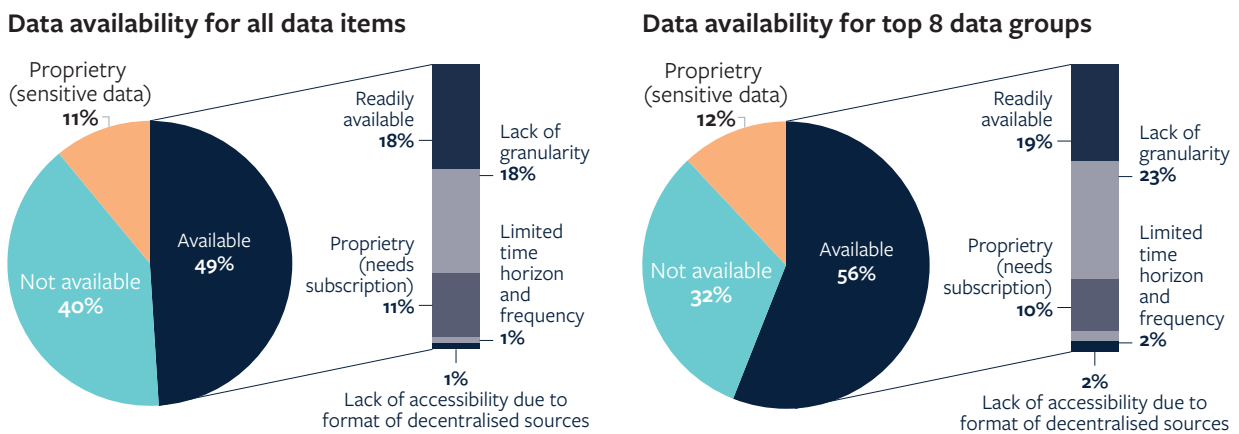 Data availability for all data items
Proprietry
(sensitive data)
11%
Available
49%
Not available
40%
Readily
available
18%
Lack of
granularity
18%
Proprietry
(needs
subscription)
11%
Limited
time
horizon
and
frequency
1%
1%
Lack of accessibility due to
format of decentralised sources
Data availability for top 8 data groups
Proprietry
(sensitive data)
12%
Available
56%
Not available
32%
Readily
available
19%
Lack of
granularity
23%
Proprietry
(needs
subscription)
10%
Limited
time
horizon
and
frequency
2%
2%
Lack of accessibility due to
format of decentralised sources